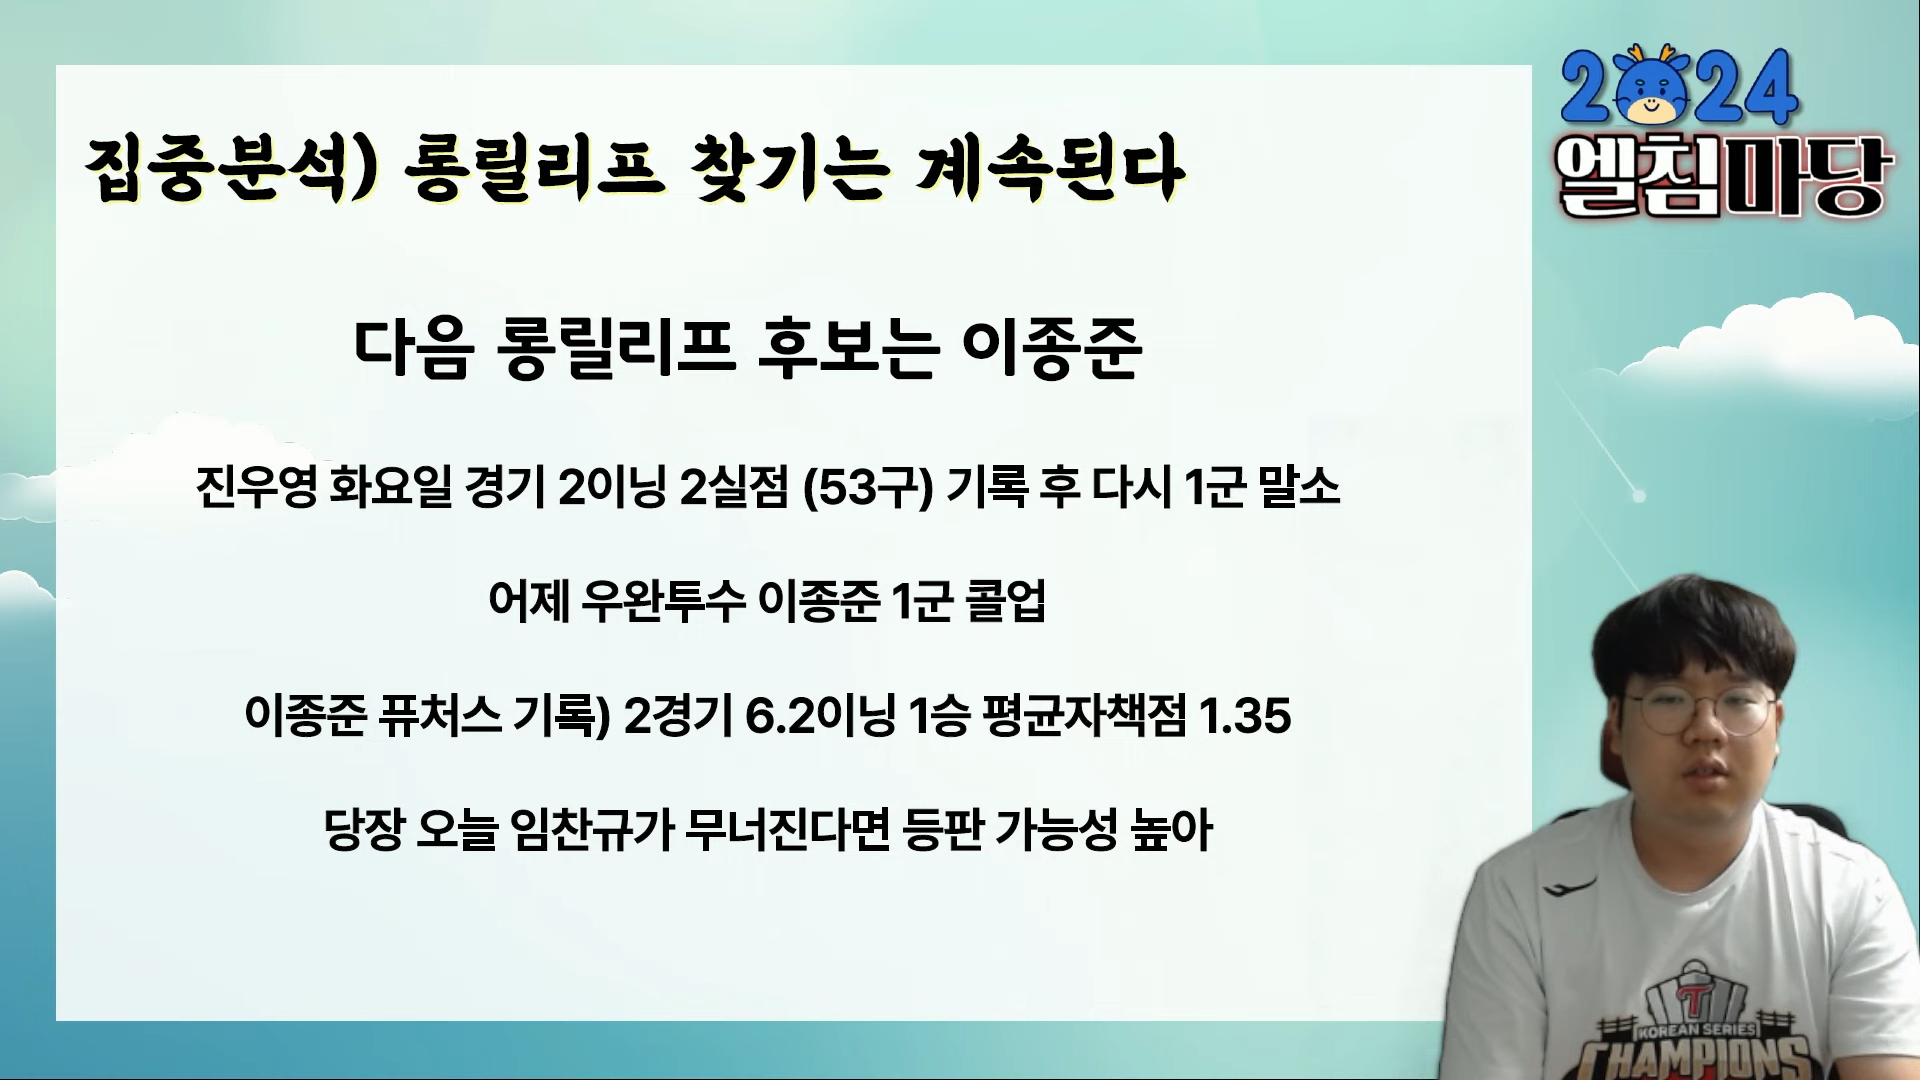 2024
엘침마당
집중분석) 롱릴리프 찾기는 계속된다
다음 롱릴리프 후보는 이종준
진우영 화요일 경기 2이닝 2실점 (53구) 기록 후 다시 1군 말소
어제 우완투수 이종준 1군 콜업
이종준 퓨처스 기록) 2경기 6.2이닝 1승 평균자책점 1.35
당장 오늘 임찬규가 무너진다면 등판 가능성 높아
T
KOREAN SERIES
CHAMPIONS